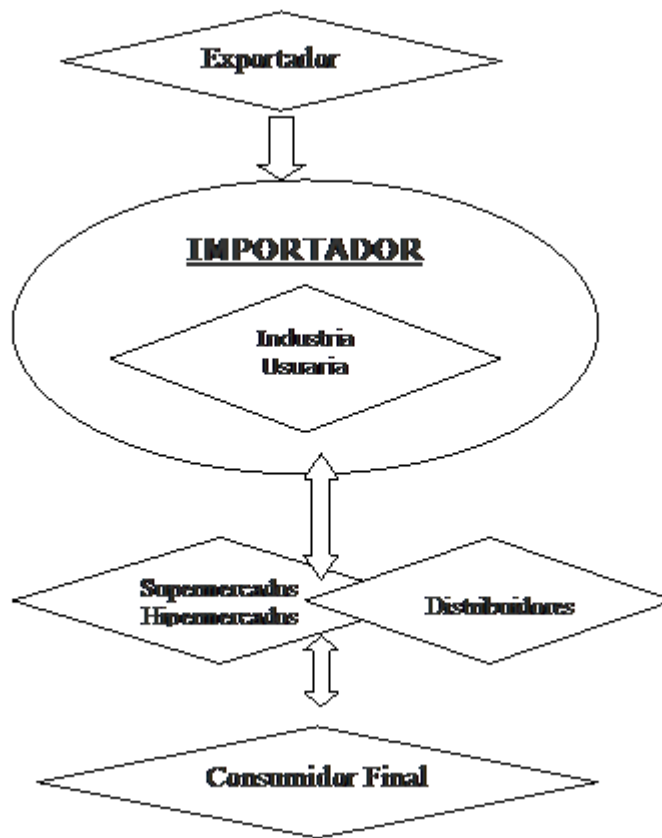 Exportador
IMPORTADOR
Industria
Usuaria
Supermercados
Hipermercados
Distribuidores
Consumidor Final